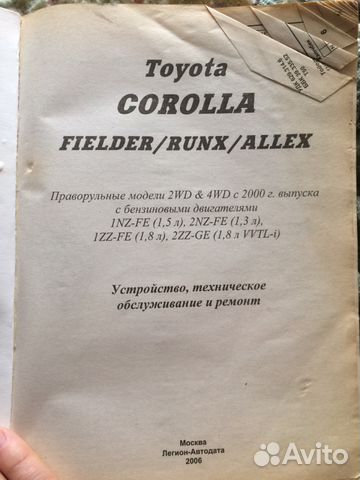 Toyota
COROLLA
FIELDER/RUNX/ALLEX
Праворульные модели 2WD & 4WD с 2000 г. выпуска
с бензиновыми двигателями
1NZ-FE (1,5 л), 2NZ-FE (1,3 л),
1ZZ-FE (1,8 л), 2ZZ-GE (1,8 л VVTL-i)
Устройство, техническое
обслуживание и ремонт
Москва
Легион-Автодата
2006
Avito